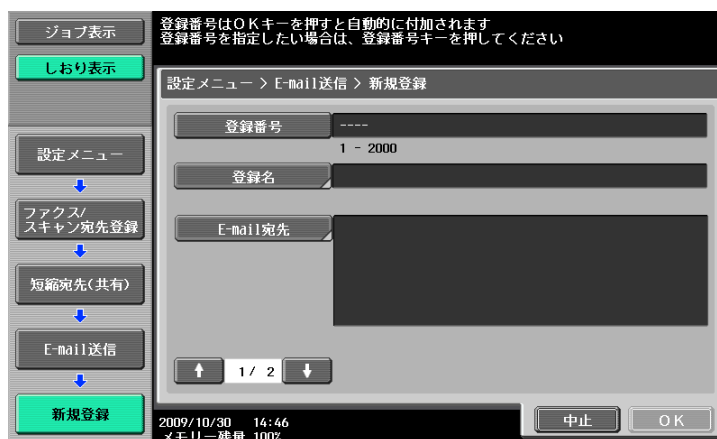 ジョブ表示
しおり表示
登録番号はOKキーを押すと自動的に付加されます
登録番号を指定したい場合は、登録番号キーを押してください
設定メニュー > E-mail送信 > 新規登録
登録番号
----
1 - 2000
登録名
E-mail宛先
設定メニュー
ファクス/
スキャン宛先登録
短縮宛先(共有)
E-mail送信
新規登録
1/ 2
2009/10/30 14:46
メモリー残量 100%
中止
OK